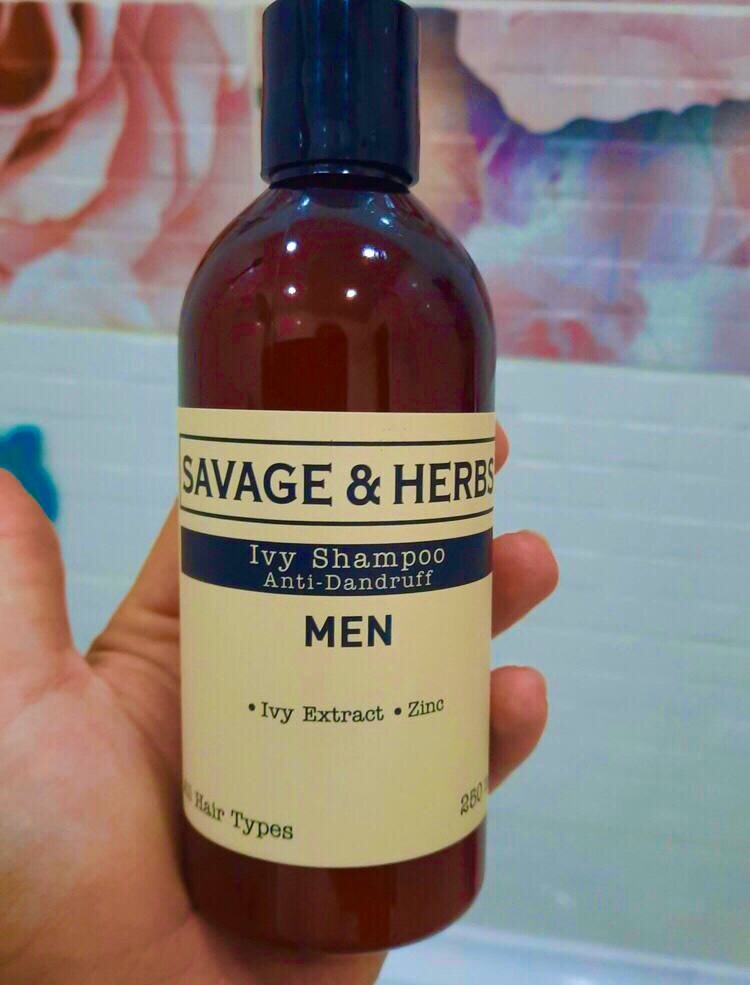 SAVAGE & HERBS
Ivy Shampoo
Anti-Dandruff
MEN
• Ivy Extract • Zinc
Hair Types
250